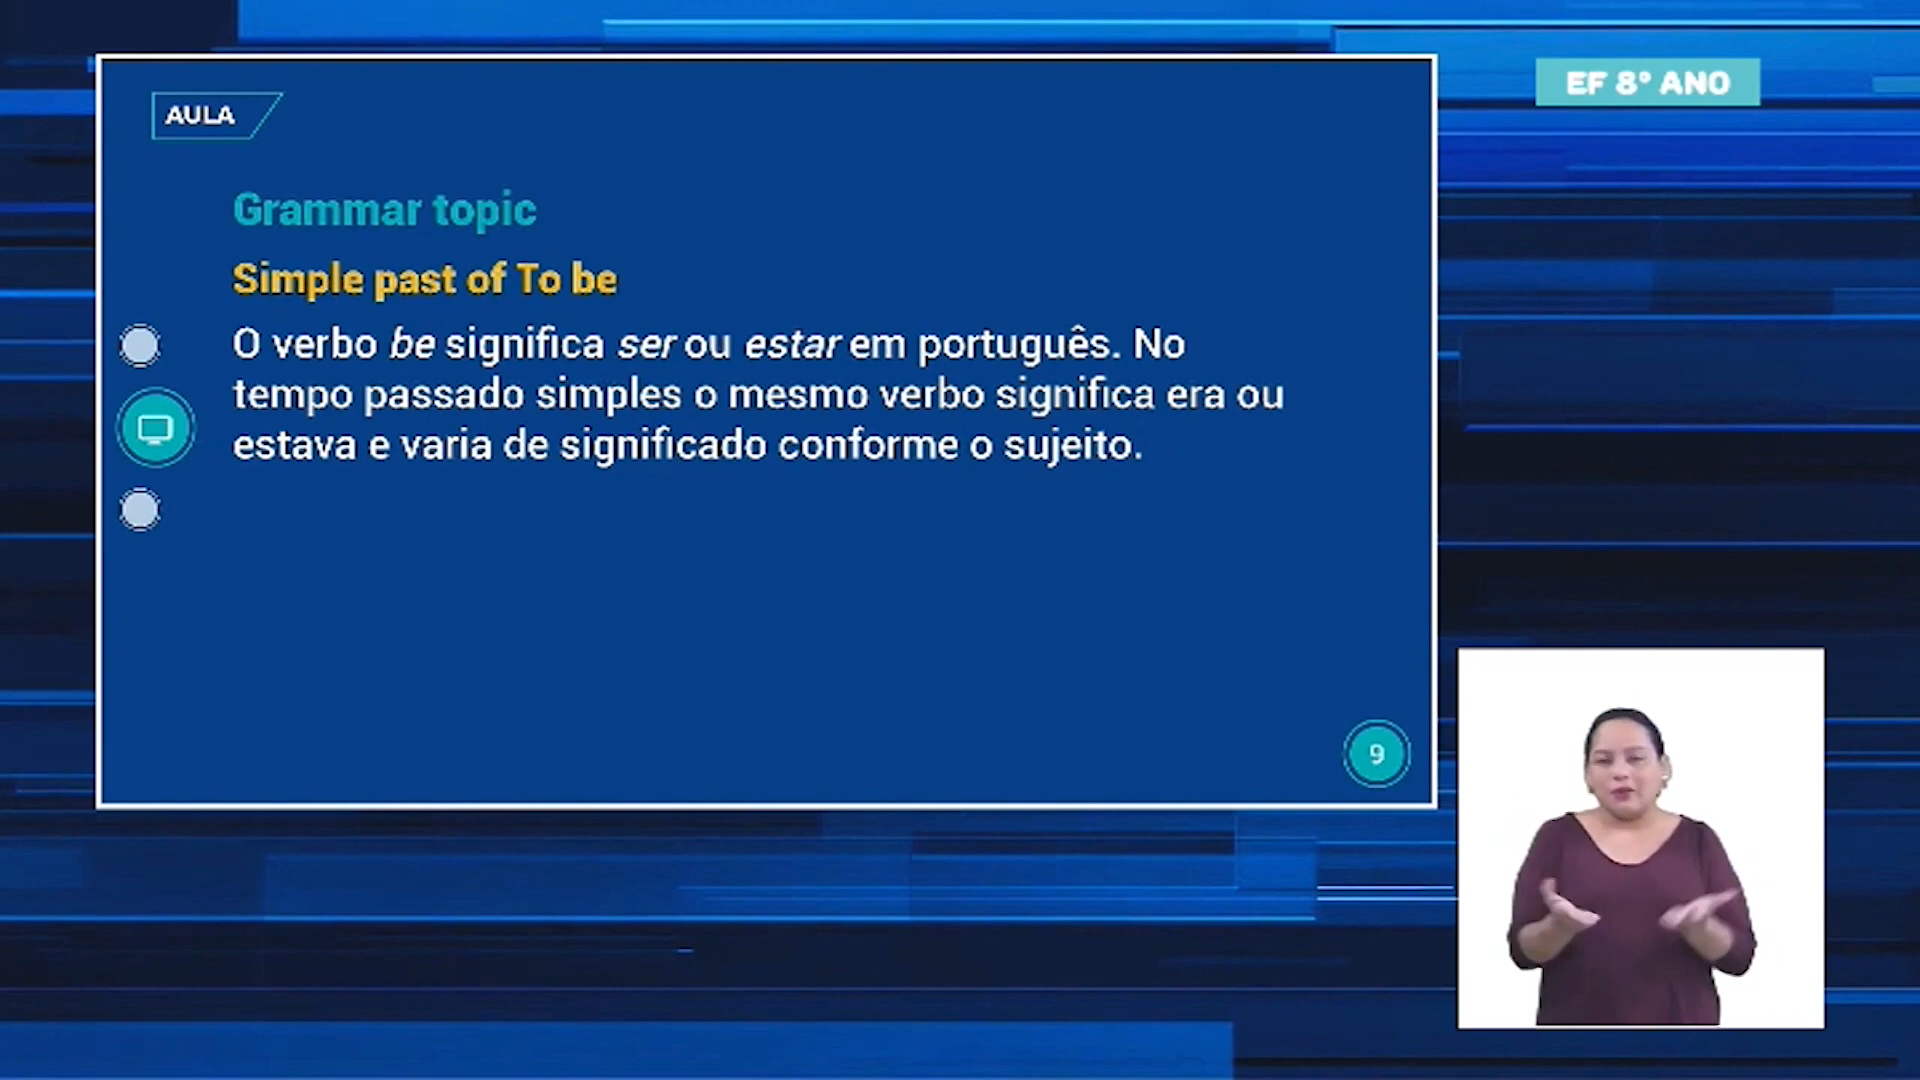 AULA
EF 8º ANO
Grammar topic
Simple past of To be
O verbo be significa ser ou estar em português. No
tempo passado simples o mesmo verbo significa era ou
estava e varia de significado conforme o sujeito.
9